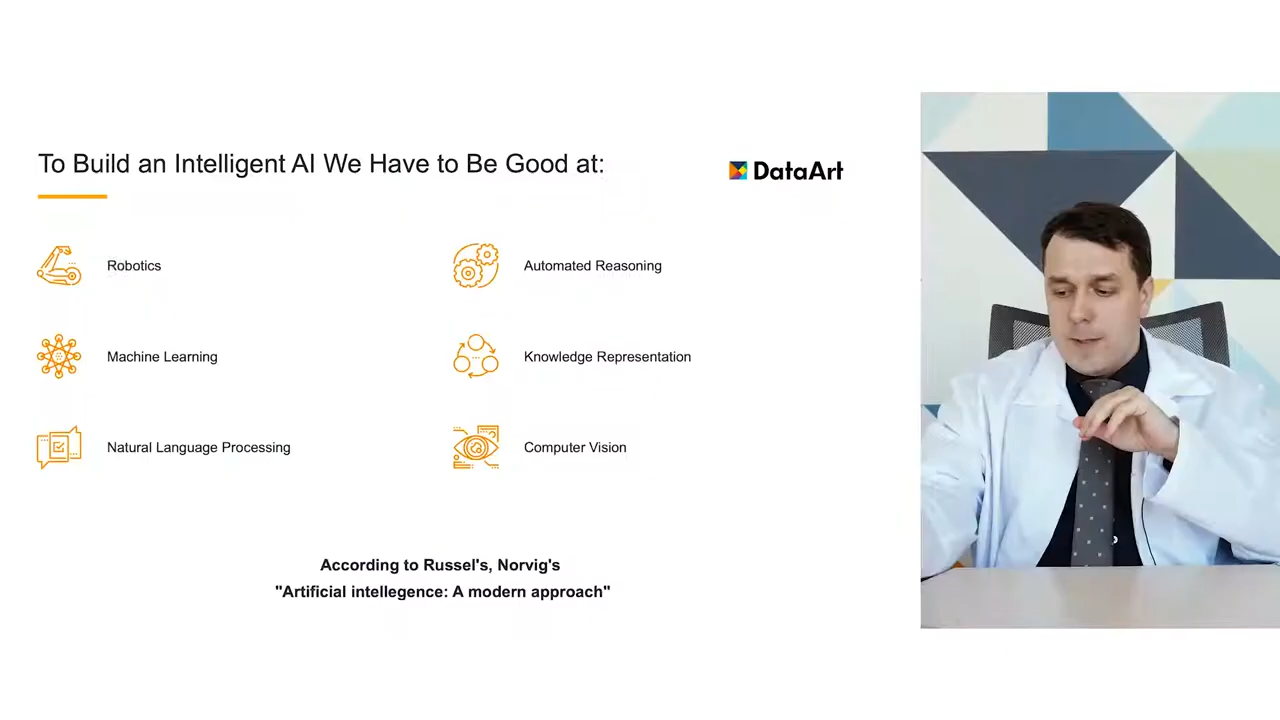 To Build an Intelligent AI We Have to Be Good at:
DataArt
Robotics
Automated Reasoning
Machine Learning
Knowledge Representation
Natural Language Processing
Computer Vision
According to Russel's, Norvig's
"Artificial intellegence: A modern approach"